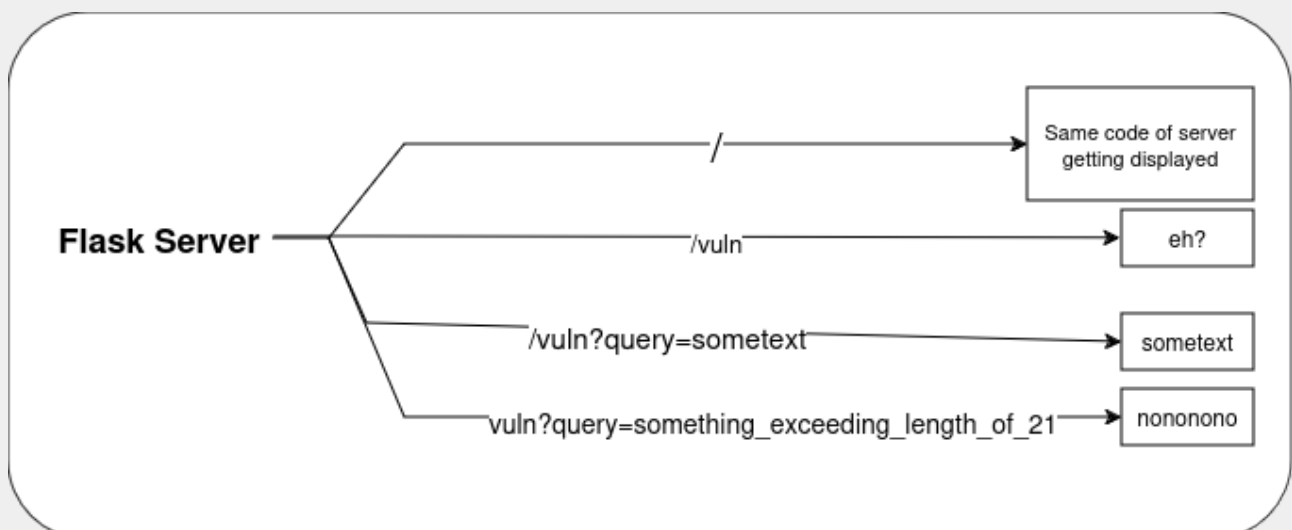 /
Same code of server
getting displayed
Flask Server
/vuln
eh?
/vuln?query=sometext
sometext
vuln?query=something_exceeding_length_of_21
nononono